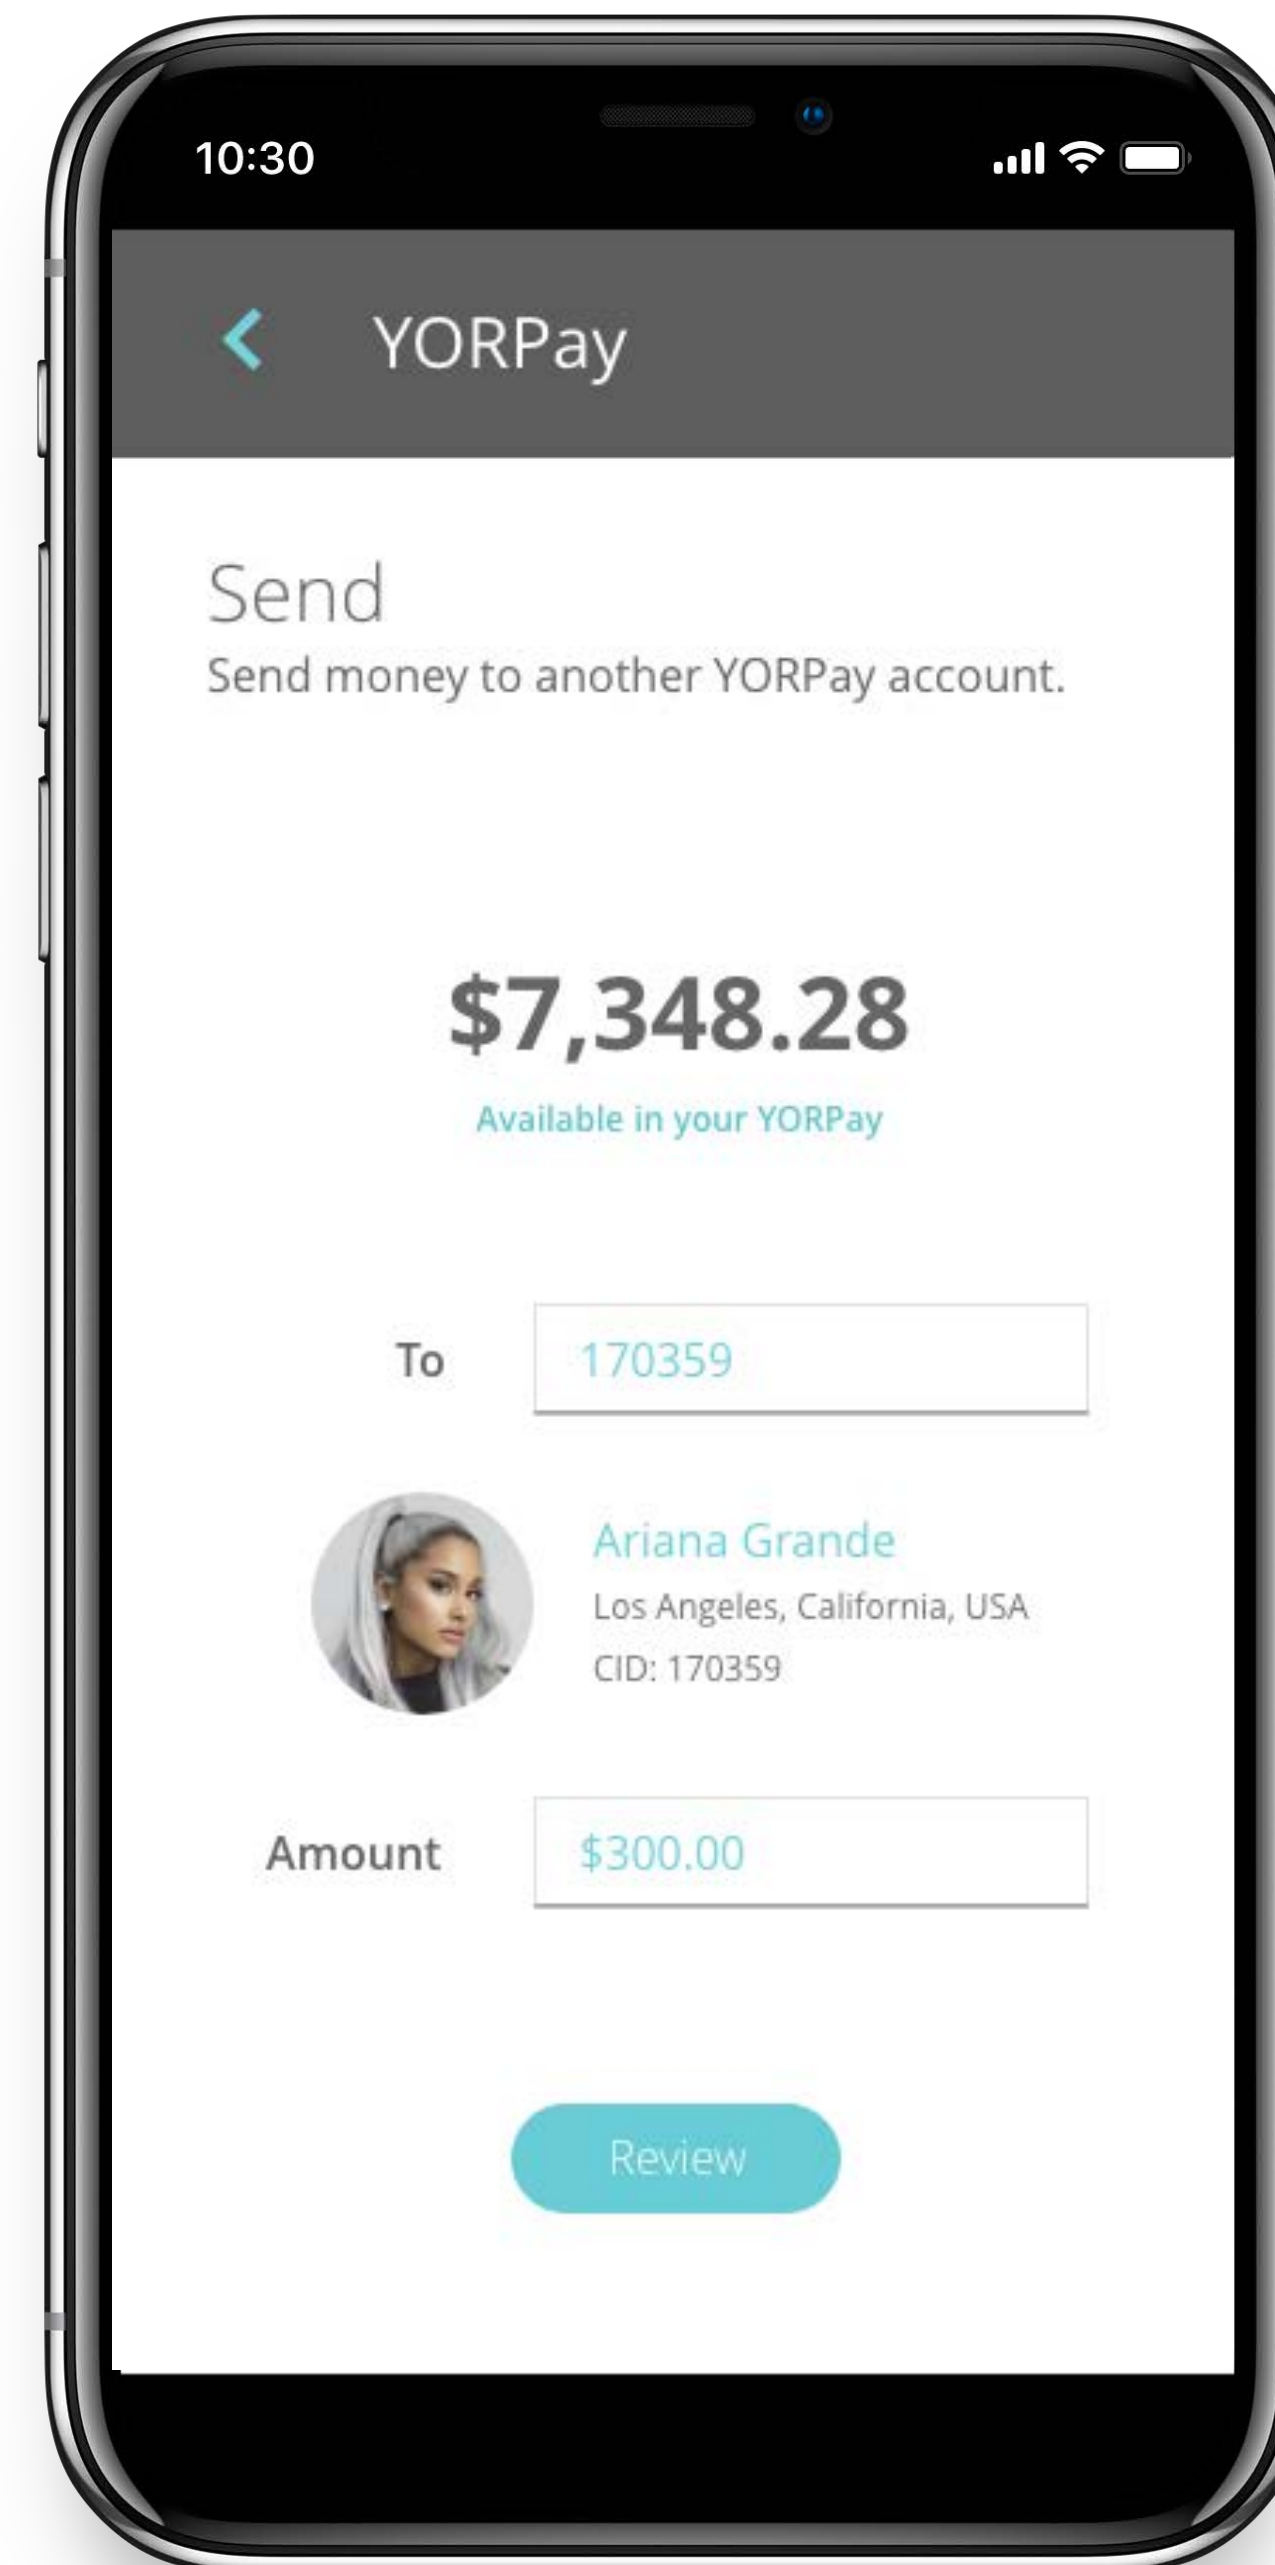 10:30
YORPay
Send
Send money to another YORPay account.
$7,348.28
Available in your YORPay
To 170359
Ariana Grande
Los Angeles, California, USA
CID: 170359
Amount $300.00
Review